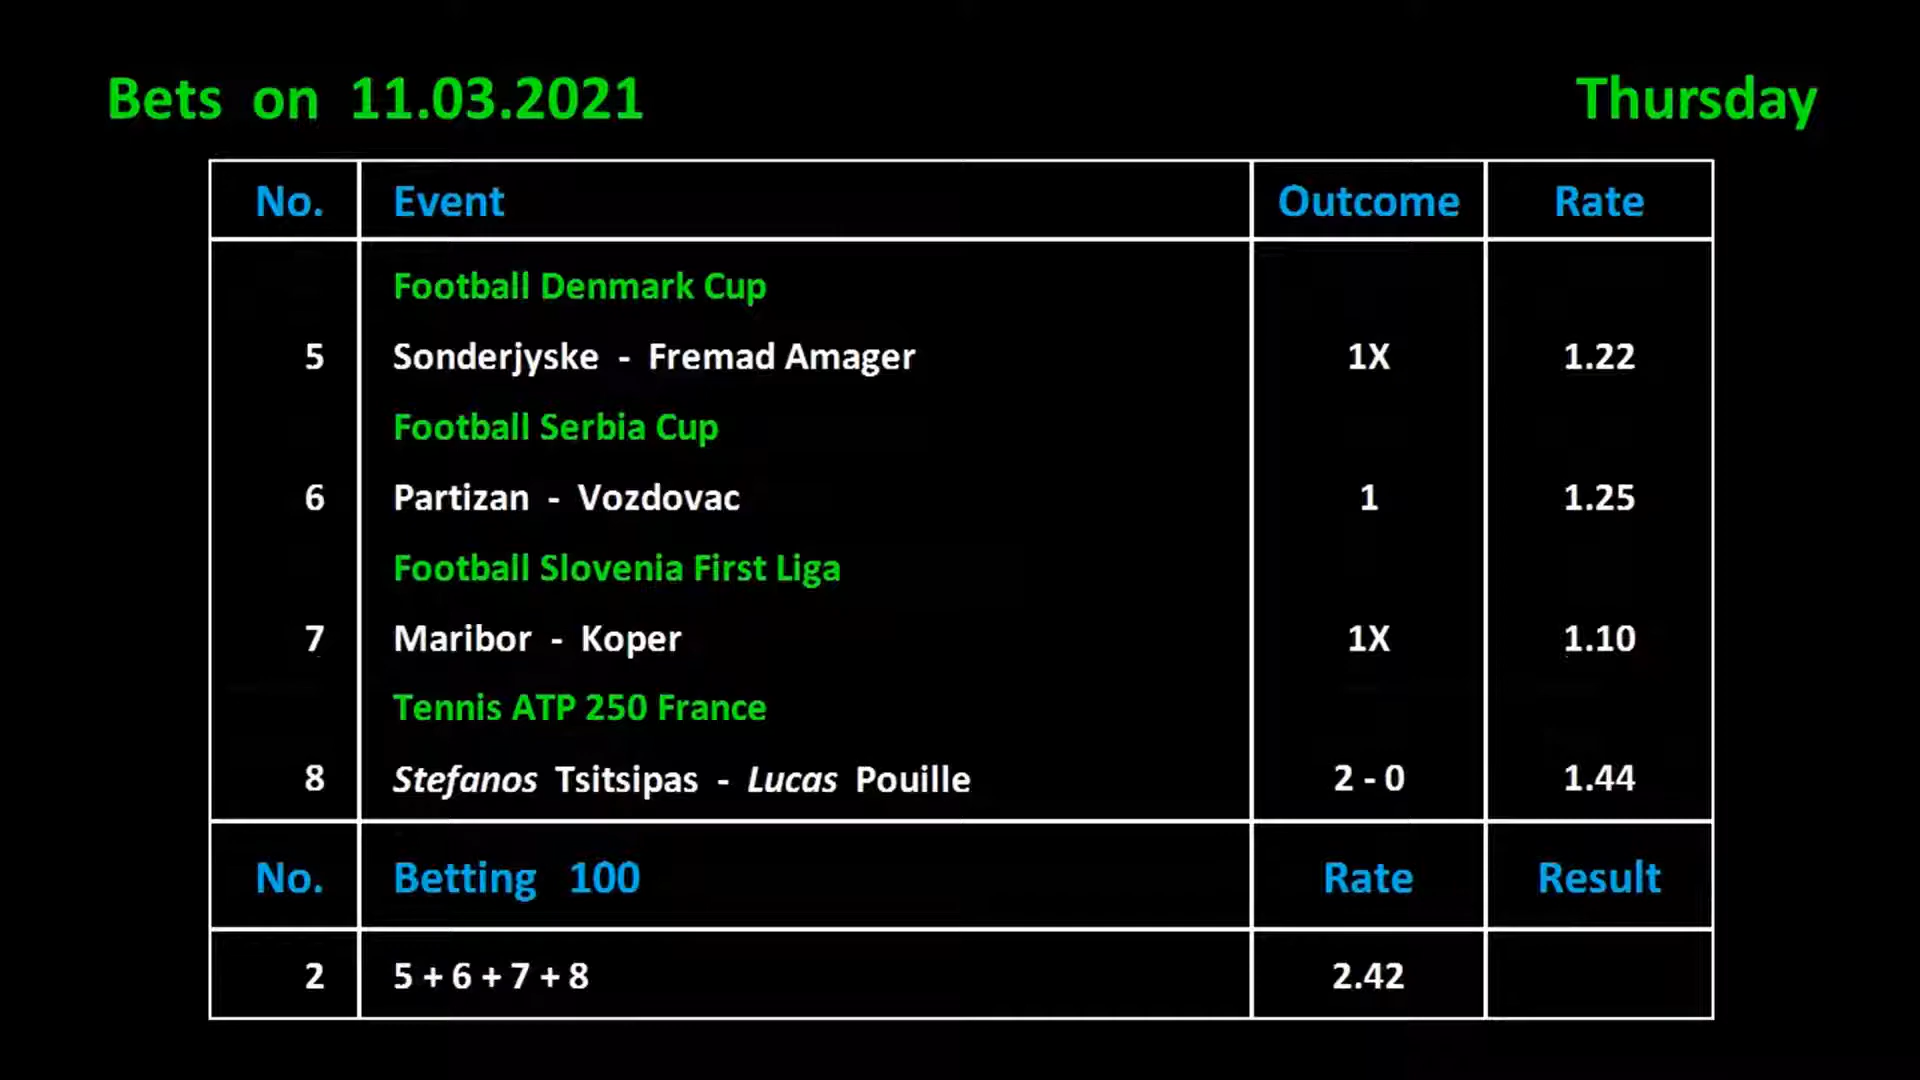 Bets on 11.03.2021 Thursday
No. Event Outcome Rate
Football Denmark Cup
5 Sonderjyske - Fremad Amager 1X 1.22
Football Serbia Cup
6 Partizan - Vozdovac 1 1.25
Football Slovenia First Liga
7 Maribor - Koper 1X 1.10
Tennis ATP 250 France
8 Stefanos Tsitsipas - Lucas Pouille 2 - 0 1.44
No. Betting 100 Rate Result
2 5 + 6 + 7 + 8 2.42